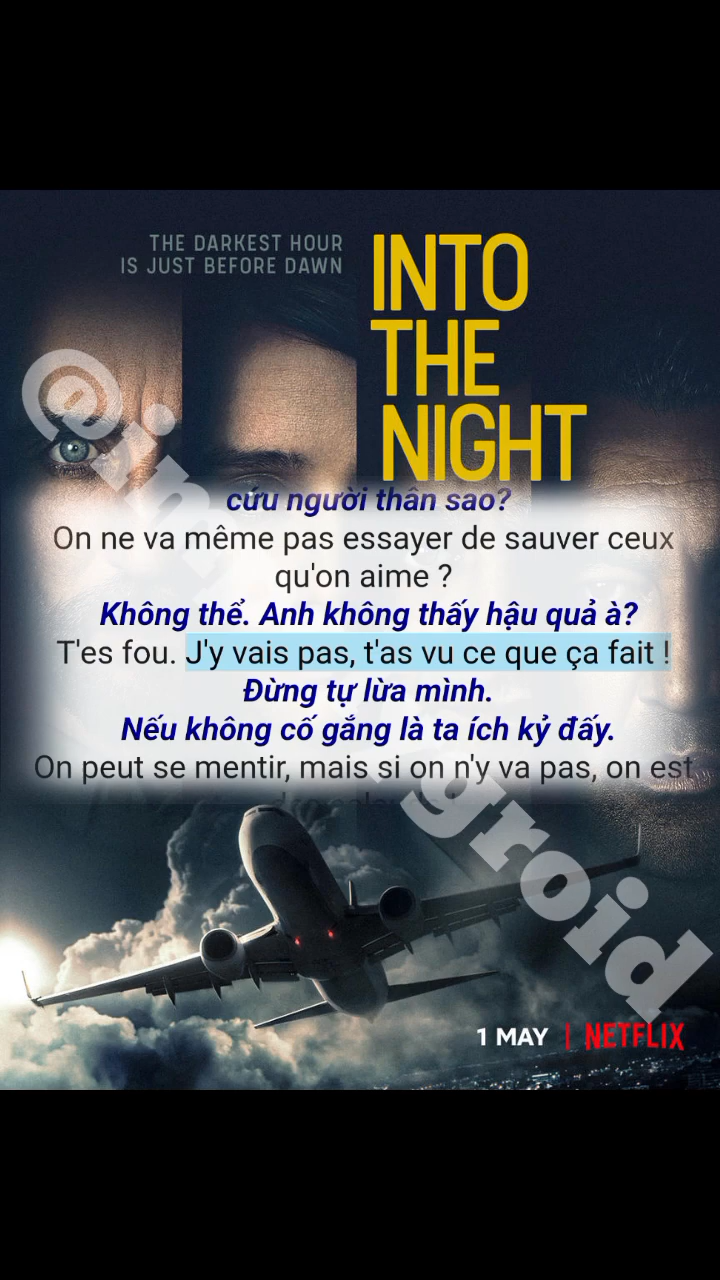 THE DARKEST HOUR
IS JUST BEFORE DAWN
INTO
THE
NIGHT
cứu người thân sao?
On ne va même pas essayer de sauver ceux
qu'on aime ?
Không thể. Anh không thấy hậu quả à?
T'es fou. J'y vais pas, t'as vu ce que ça fait !
Đừng tự lừa mình.
Nếu không cố gắng là ta ích kỷ đấy.
On peut se mentir, mais si on n'y va pas, on est
1 MAY | NETFLIX